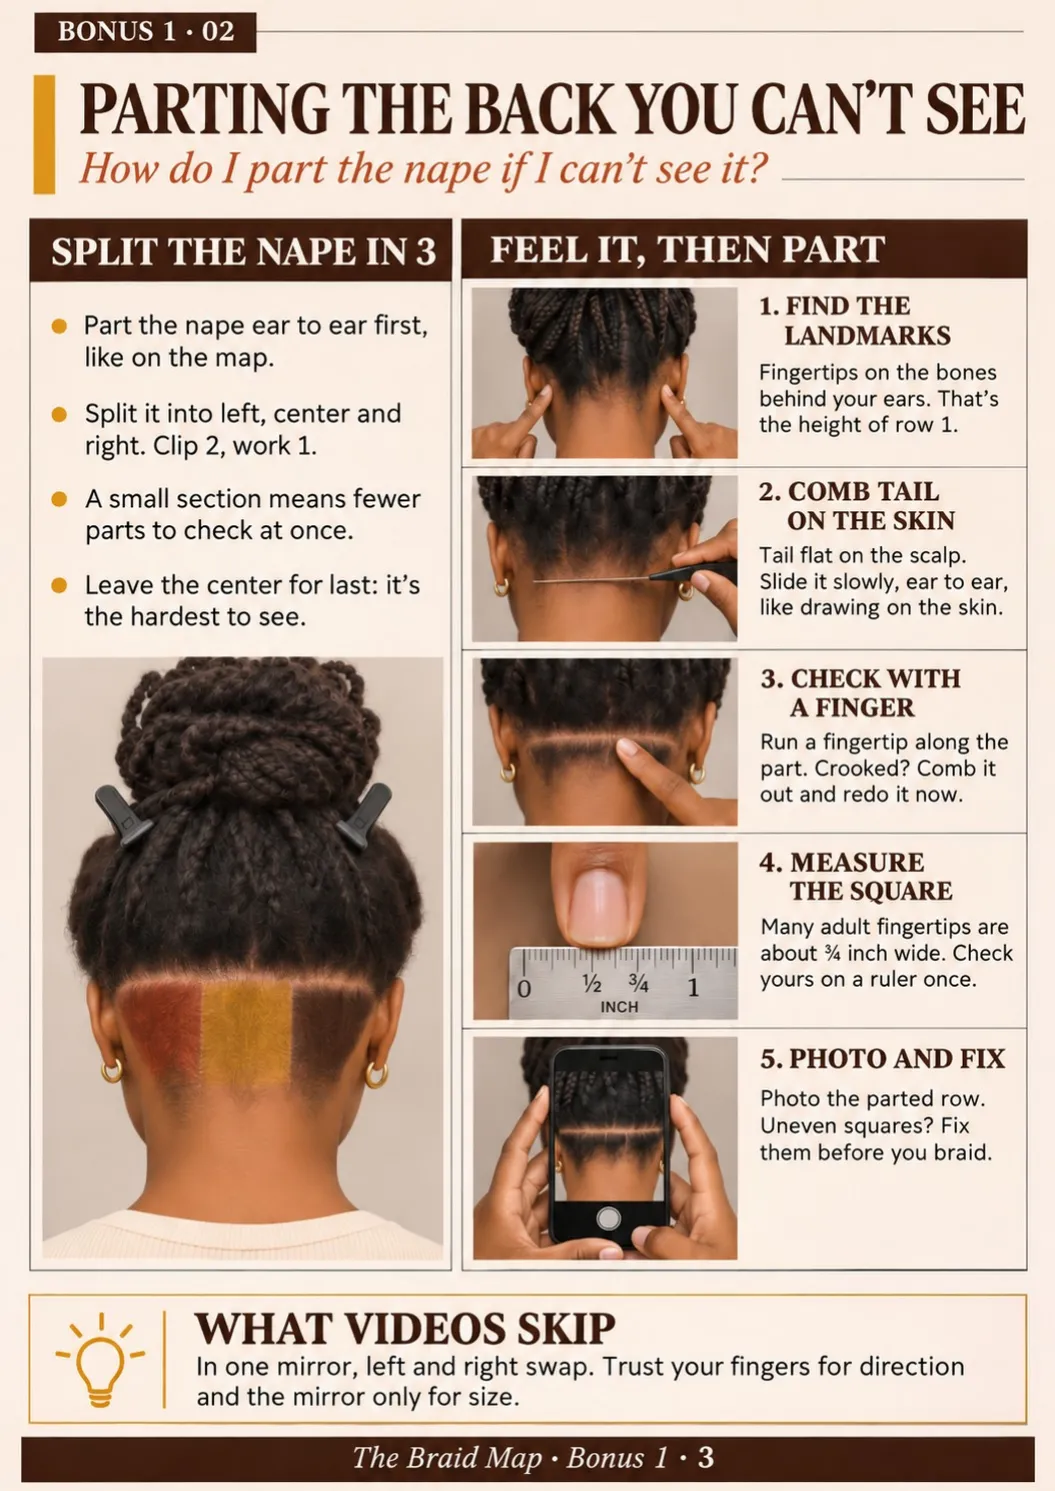 BONUS 1 · 02
PARTING THE BACK YOU CAN'T SEE
How do I part the nape if I can't see it?
SPLIT THE NAPE IN 3
Part the nape ear to ear first,
like on the map.
Split it into left, center and
right. Clip 2, work 1.
A small section means fewer
parts to check at once.
Leave the center for last: it's
the hardest to see.
FEEL IT, THEN PART
1. FIND THE
LANDMARKS
Fingertips on the bones
behind your ears. That's
the height of row 1.
2. COMB TAIL
ON THE SKIN
Tail flat on the scalp.
Slide it slowly, ear to ear,
like drawing on the skin.
3. CHECK WITH
A FINGER
Run a fingertip along the
part. Crooked? Comb it
out and redo it now.
0 ½ ¾ 1
INCH
4. MEASURE
THE SQUARE
Many adult fingertips are
about ¾ inch wide. Check
yours on a ruler once.
5. PHOTO AND FIX
Photo the parted row.
Uneven squares? Fix
them before you braid.
WHAT VIDEOS SKIP
In one mirror, left and right swap. Trust your fingers for direction
and the mirror only for size.
The Braid Map · Bonus 1 · 3